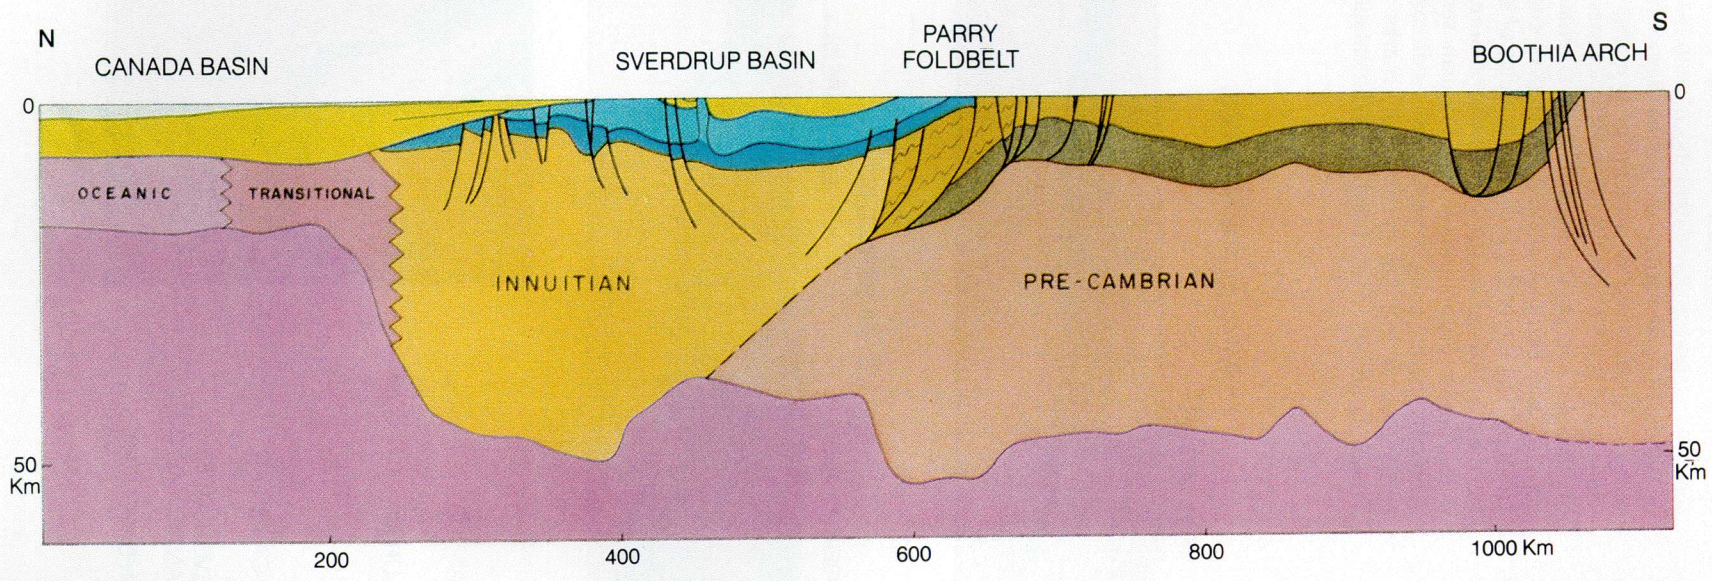 N
S
CANADA BASIN
SVERDRUP BASIN
PARRY
FOLDBELT
BOOTHIA ARCH
0
0
OCEANIC
TRANSITIONAL
INNUITIAN
PRE-CAMBRIAN
50
Km
50
Km
200
400
600
800
1000 Km